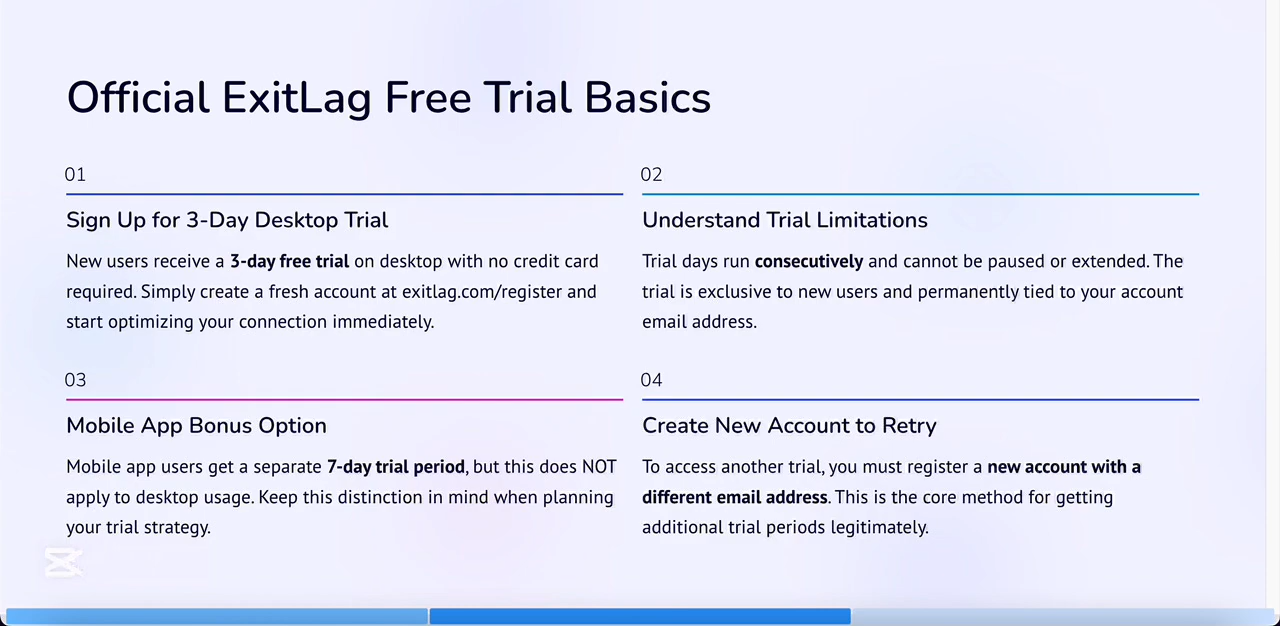 Official ExitLag Free Trial Basics
01
Sign Up for 3-Day Desktop Trial
New users receive a 3-day free trial on desktop with no credit card
required. Simply create a fresh account at exitlag.com/register and
start optimizing your connection immediately.
02
Understand Trial Limitations
Trial days run consecutively and cannot be paused or extended. The
trial is exclusive to new users and permanently tied to your account
email address.
03
Mobile App Bonus Option
Mobile app users get a separate 7-day trial period, but this does NOT
apply to desktop usage. Keep this distinction in mind when planning
your trial strategy.
04
Create New Account to Retry
To access another trial, you must register a new account with a
different email address. This is the core method for getting
additional trial periods legitimately.